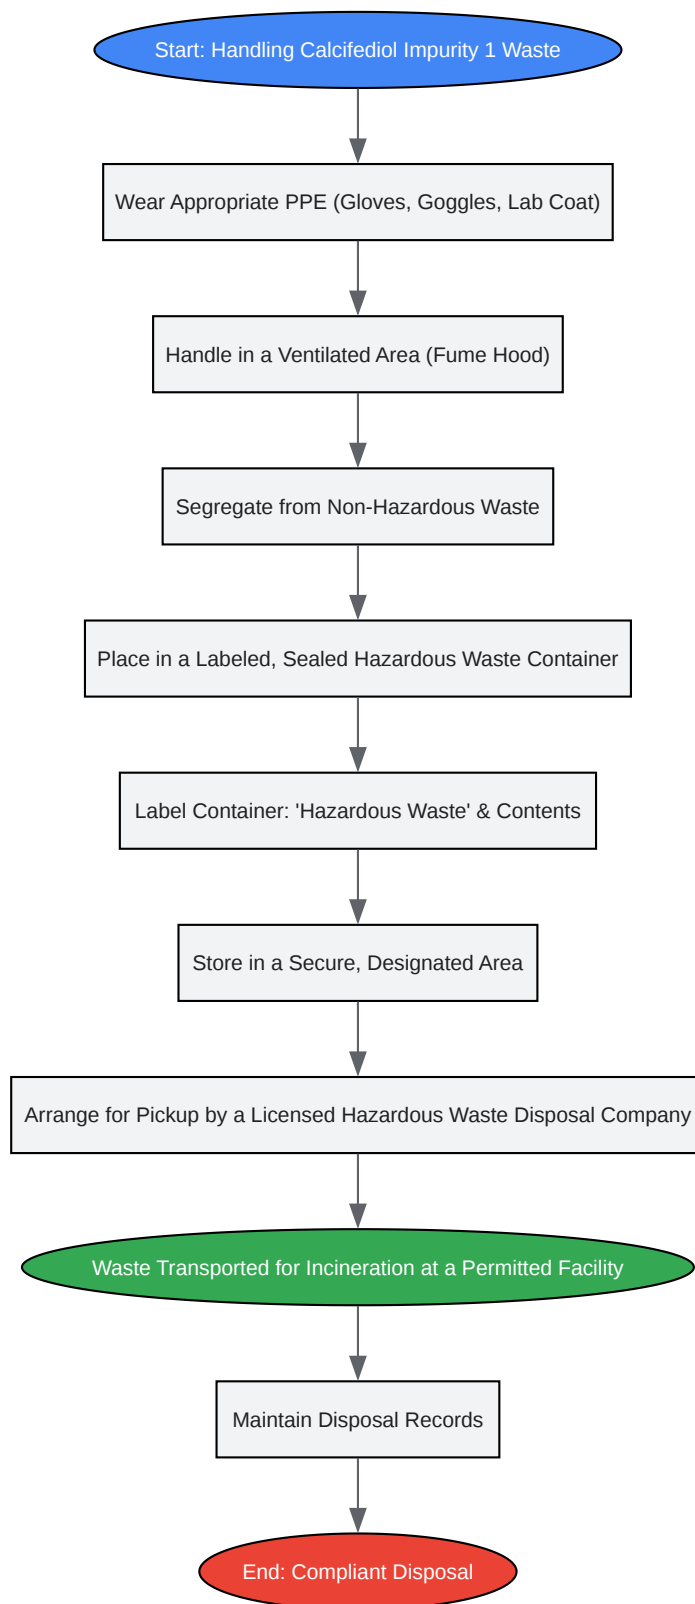 Start: Handling Calcifediol Impurity 1 Waste
Wear Appropriate PPE (Gloves, Goggles, Lab Coat)
Handle in a Ventilated Area (Fume Hood)
Segregate from Non-Hazardous Waste
Place in a Labeled, Sealed Hazardous Waste Container
Label Container: 'Hazardous Waste' & Contents
Store in a Secure, Designated Area
Arrange for Pickup by a Licensed Hazardous Waste Disposal Company
Waste Transported for Incineration at a Permitted Facility
Maintain Disposal Records
End: Compliant Disposal